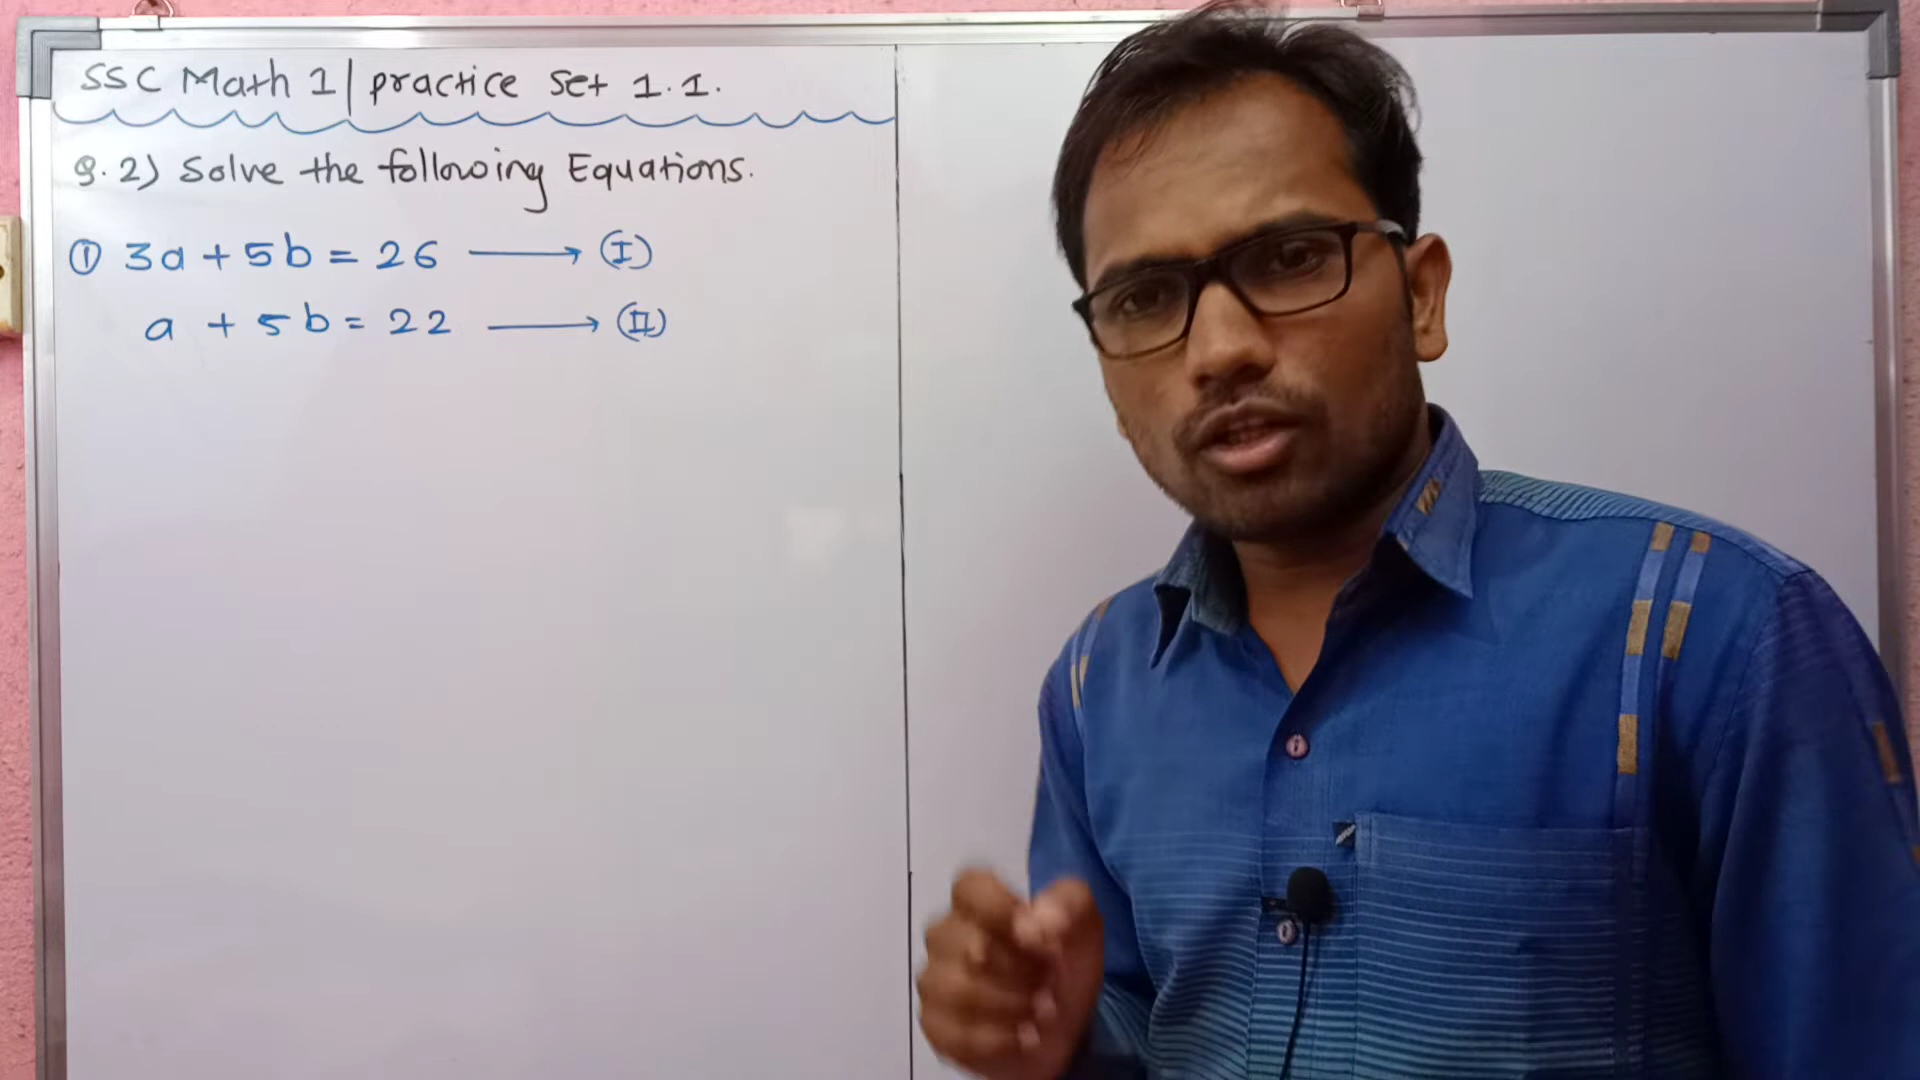 SSC Math 1 | practice set 1.1.
Q.2) Solve the following Equations.
① 3a + 5b = 26 ⟶ (I)
a + 5b = 22 ⟶ (II)